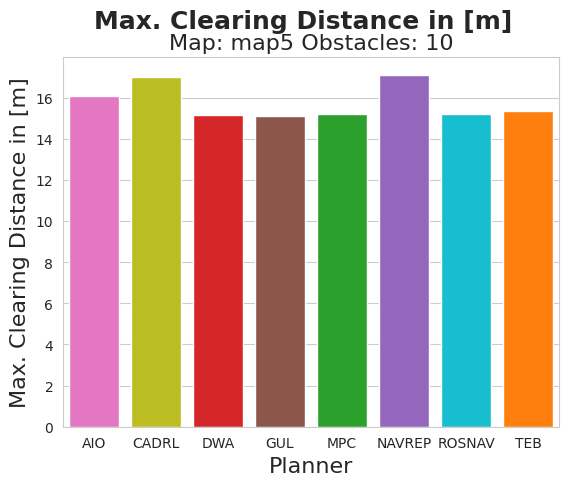 Max. Clearing Distance in [m]
Map: map5 Obstacles: 10
Max. Clearing Distance in [m]
16
14
12
10
8
6
4
2
0
AIO CADRL DWA GUL MPC NAVREP ROSNAV TEB
Planner